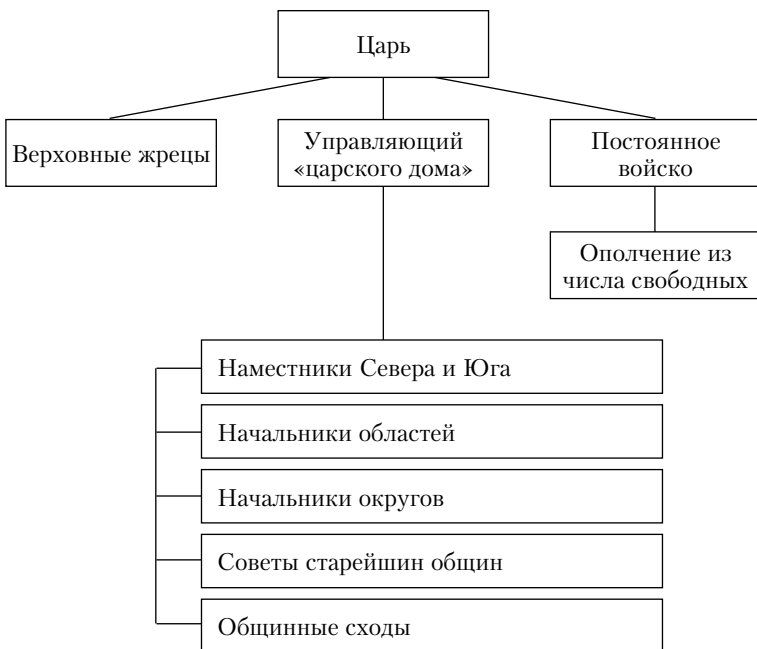 Царь
Верховные жрецы
Управляющий
«царского дома»
Постоянное
войско
Ополчение из
числа свободных
Наместники Севера и Юга
Начальники областей
Начальники округов
Советы старейшин общин
Общинные сходы